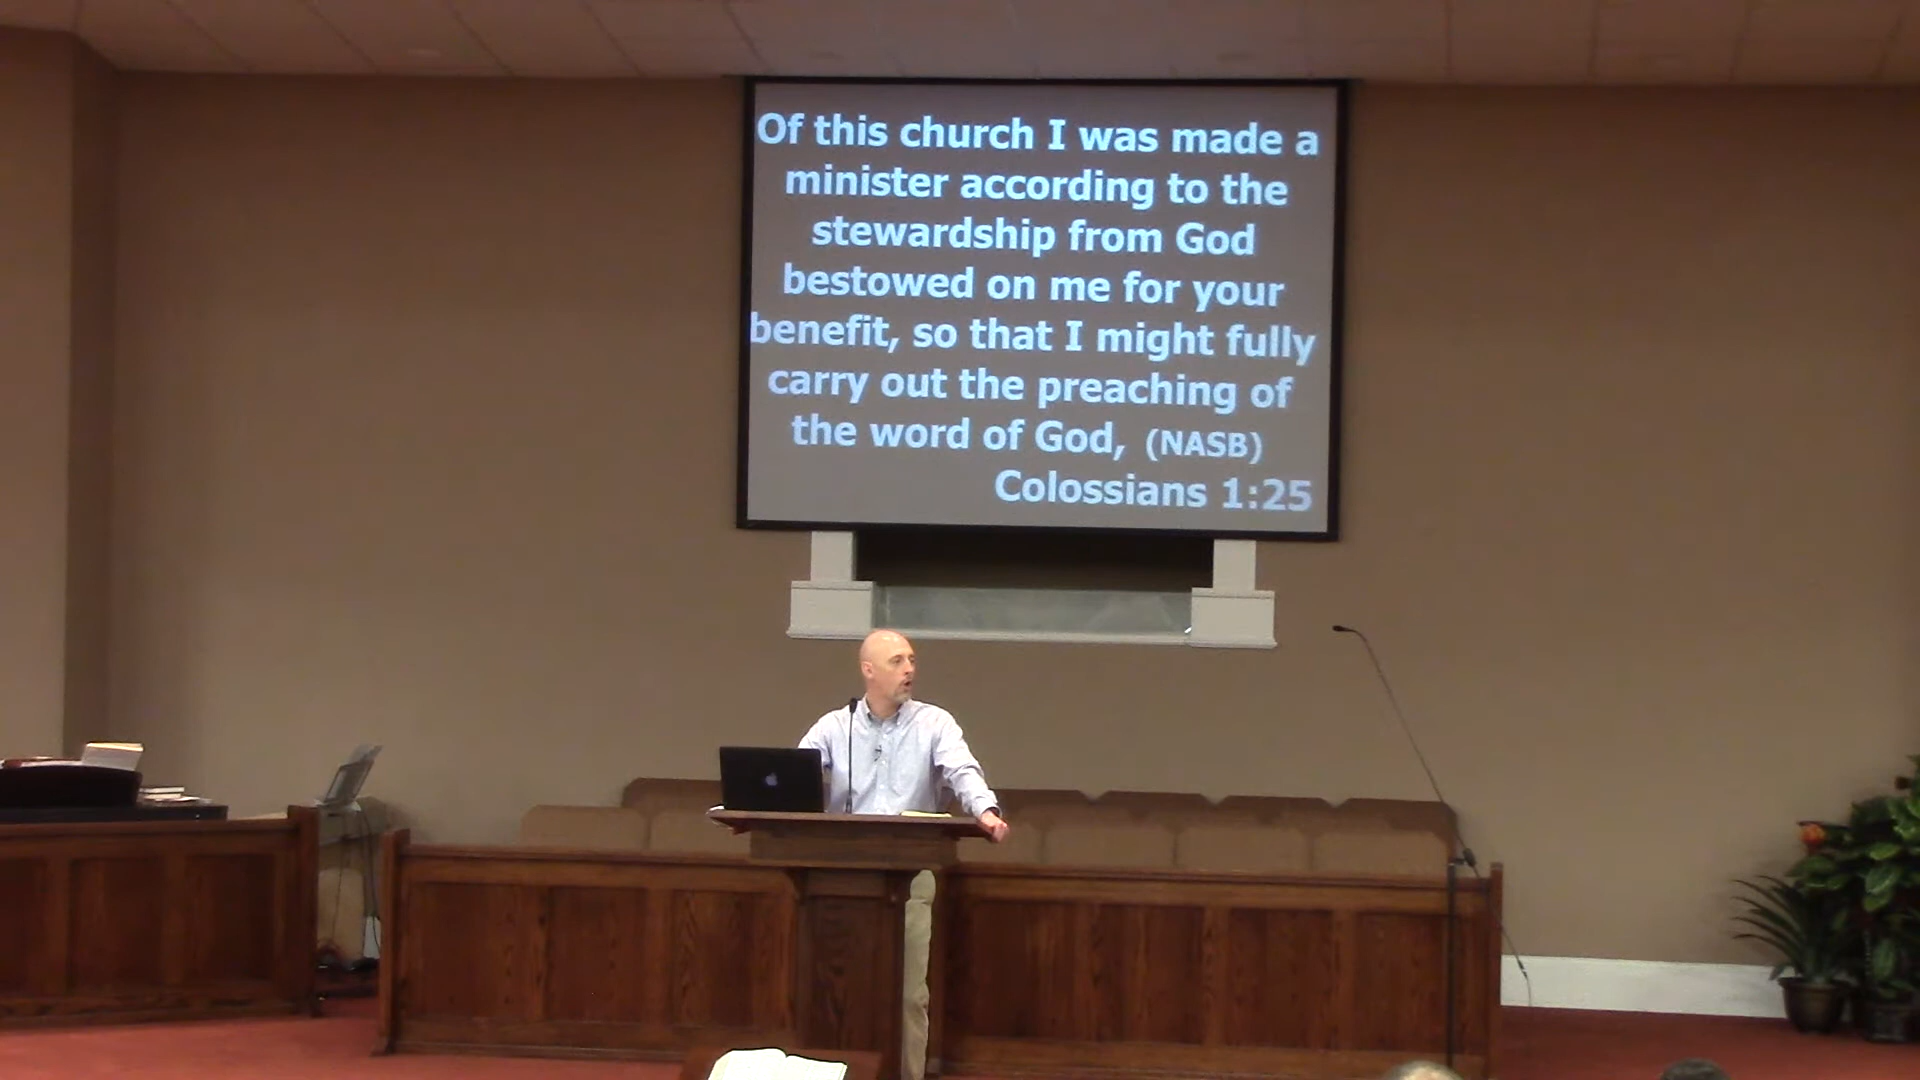 Of this church I was made a
minister according to the
stewardship from God
bestowed on me for your
benefit, so that I might fully
carry out the preaching of
the word of God, (NASB)
Colossians 1:25